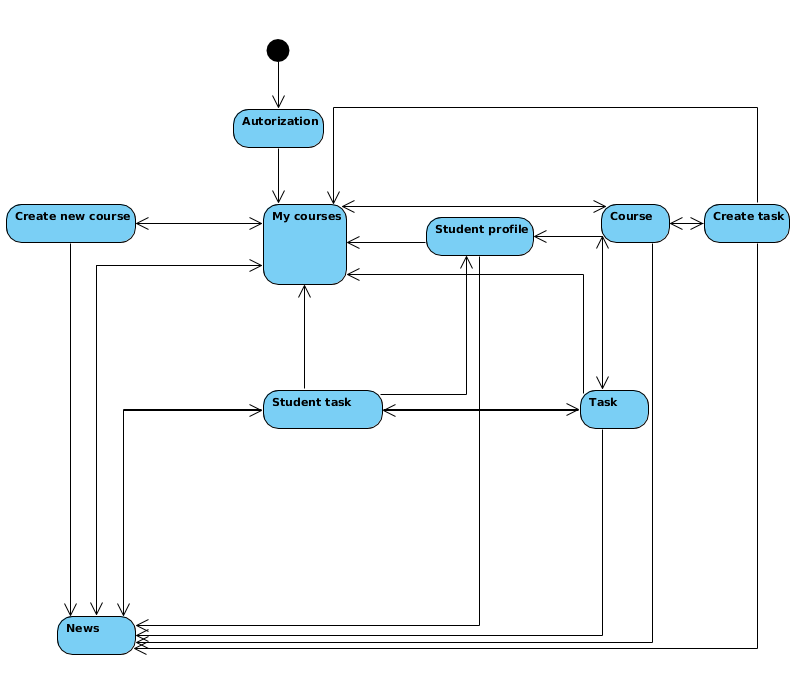 Autorization
Create new course
My courses
Student profile
Course
Create task
Student task
Task
News